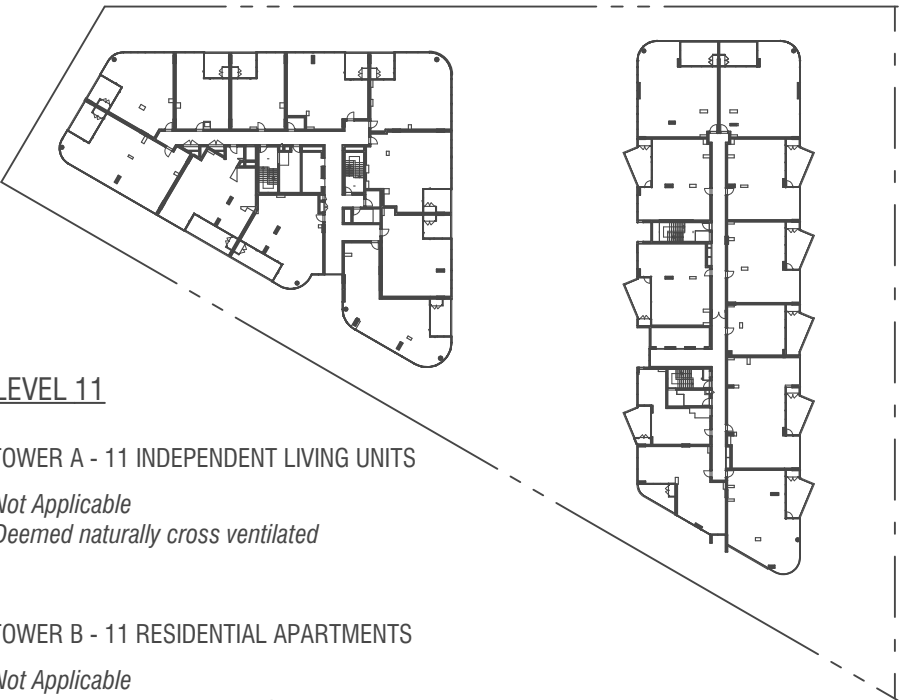 LEVEL 11
TOWER A - 11 INDEPENDENT LIVING UNITS
Not Applicable
Deemed naturally cross ventilated
TOWER B - 11 RESIDENTIAL APARTMENTS
Not Applicable